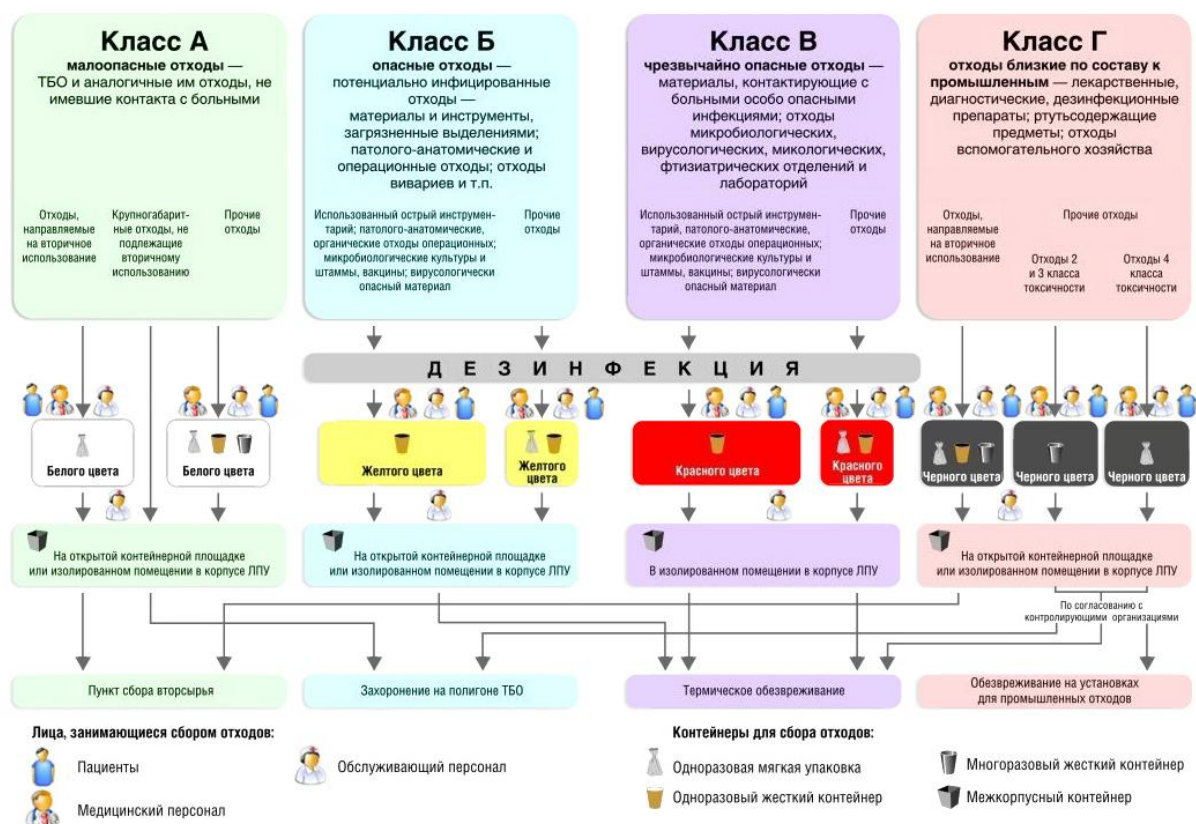 Класс А
малоопасные отходы —
ТБО и аналогичные им отходы, не
имевшие контакта с больными
Отходы,
направляемые
на вторичное
использование
Крупногабарит-
ные отходы, не
подлежащие
вторичному
использованию
Прочие
отходы
Класс Б
опасные отходы —
потенциально инфицированные
отходы —
материалы и инструменты,
загрязненные выделениями;
патолого-анатомические и
операционные отходы; отходы
вивариев и т.п.
Использованный острый инструмен-
тарий; патолого-анатомические,
органические отходы операционных;
микробиологические культуры и
штаммы, вакцины; вирусологически
опасный материал
Прочие
отходы
Класс В
чрезвычайно опасные отходы —
материалы, контактирующие с
больными особо опасными
инфекциями; отходы
микробиологических,
вирусологических, микологических,
фтизиатрических отделений и
лабораторий
Использованный острый инструмен-
тарий, патолого-анатомические,
органические отходы операционных;
микробиологические культуры и
штаммы, вакцины; вирусологически
опасный материал
Прочие
отходы
Класс Г
отходы близкие по составу к
промышленным — лекарственные,
диагностические, дезинфекционные
препараты; ртутьсодержащие
предметы; отходы
вспомогательного хозяйства
Отходы,
направляемые
на вторичное
использование
Прочие отходы
Отходы 2
и 3 класса
токсичности
Отходы 4
класса
токсичности
ДЕЗИНФЕКЦИЯ
Белого цвета
Белого цвета
Желтого цвета
Желтого
цвета
Красного цвета
Красного
цвета
Черного цвета
Черного цвета
Черного цвета
На открытой контейнерной площадке
или изолированном помещении в корпусе ЛПУ
На открытой контейнерной площадке
или изолированном помещении в корпусе ЛПУ
В изолированном помещении в корпусе ЛПУ
На открытой контейнерной площадке
или изолированном помещении в корпусе ЛПУ
По согласованию с
контролирующими организациями
Пункт сбора вторсырья
Захоронение на полигоне ТБО
Термическое обезвреживание
Обезвреживание на установках
для промышленных отходов
Лица, занимающиеся сбором отходов:
Пациенты
Медицинский персонал
Обслуживающий персонал
Контейнеры для сбора отходов:
Одноразовая мягкая упаковка
Одноразовый жесткий контейнер
Многоразовый жесткий контейнер
Межкорпусный контейнер